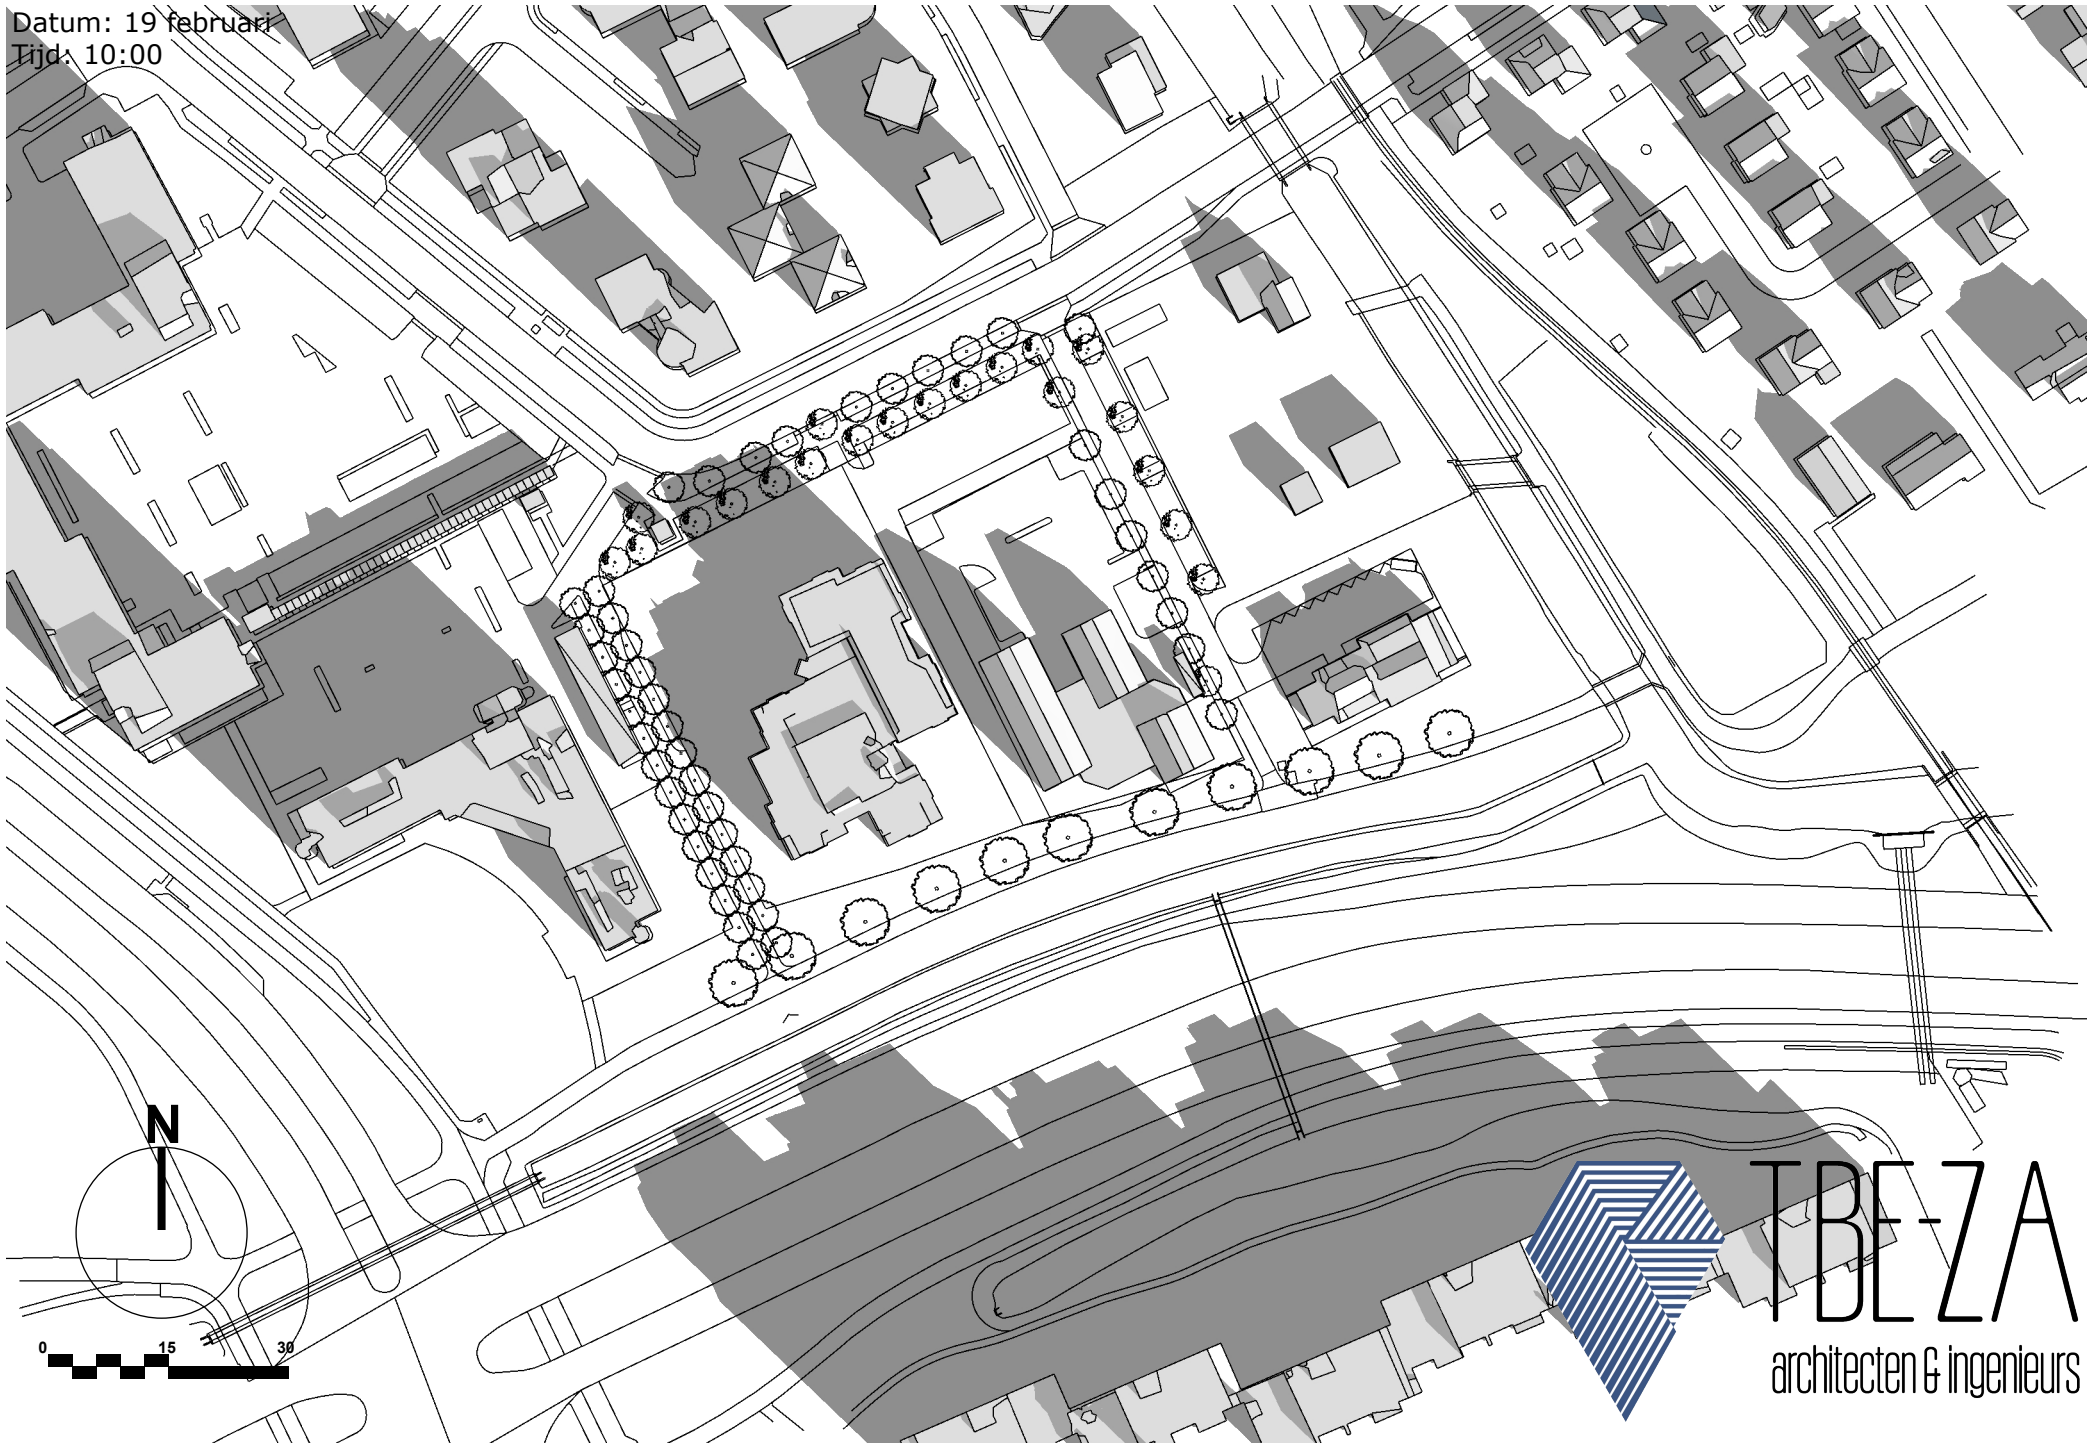 Datum: 19 februari
Tijd: 10:00
N
0 15 30
TBE-ZA
architecten & ingenieurs